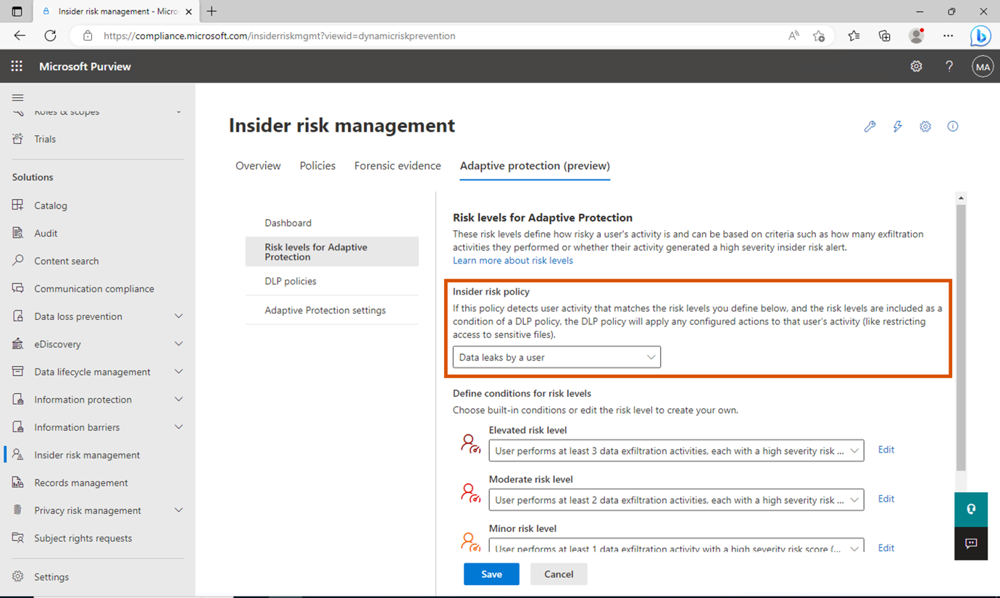 Insider risk management - Micro
https://compliance.microsoft.com/insiderriskmgmt?viewid=dynamicriskprevention
Microsoft Purview
MA
Roles & scopes
Trials
Solutions
Catalog
Audit
Content search
Communication compliance
Data loss prevention
eDiscovery
Data lifecycle management
Information protection
Information barriers
Insider risk management
Records management
Privacy risk management
Subject rights requests
Settings
Insider risk management
Overview Policies Forensic evidence Adaptive protection (preview)
Dashboard
Risk levels for Adaptive
Protection
DLP policies
Adaptive Protection settings
Risk levels for Adaptive Protection
These risk levels define how risky a user's activity is and can be based on criteria such as how many exfiltration
activities they performed or whether their activity generated a high severity insider risk alert.
Learn more about risk levels
Insider risk policy
If this policy detects user activity that matches the risk levels you define below, and the risk levels are included as a
condition of a DLP policy, the DLP policy will apply any configured actions to that user's activity (like restricting
access to sensitive files).
Data leaks by a user
Define conditions for risk levels
Choose built-in conditions or edit the risk level to create your own.
Elevated risk level
User performs at least 3 data exfiltration activities, each with a high severity risk ... Edit
Moderate risk level
User performs at least 2 data exfiltration activities, each with a high severity risk ... Edit
Minor risk level
User performs at least 1 data exfiltration activity with a high severity risk score (... Edit
Save Cancel